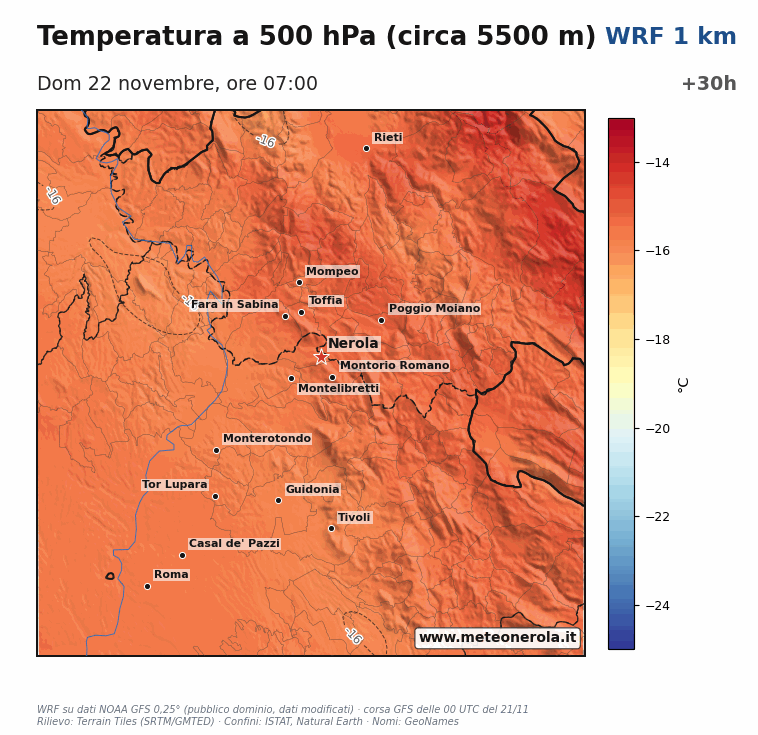 Temperatura a 500 hPa (circa 5500 m) WRF 1 km
Dom 22 novembre, ore 07:00 +30h
-16
Rieti
-16
Mompeo
Fara in Sabina
Toffia
Poggio Moiano
Nerola
Montorio Romano
Montelibretti
Monterotondo
Tor Lupara
Guidonia
Tivoli
Casal de' Pazzi
Roma
-16
www.meteonerola.it
−14
−16
−18
−20
−22
−24
°C
WRF su dati NOAA GFS 0,25° (pubblico dominio, dati modificati) · corsa GFS delle 00 UTC del 21/11
Rilievo: Terrain Tiles (SRTM/GMTED) · Confini: ISTAT, Natural Earth · Nomi: GeoNames